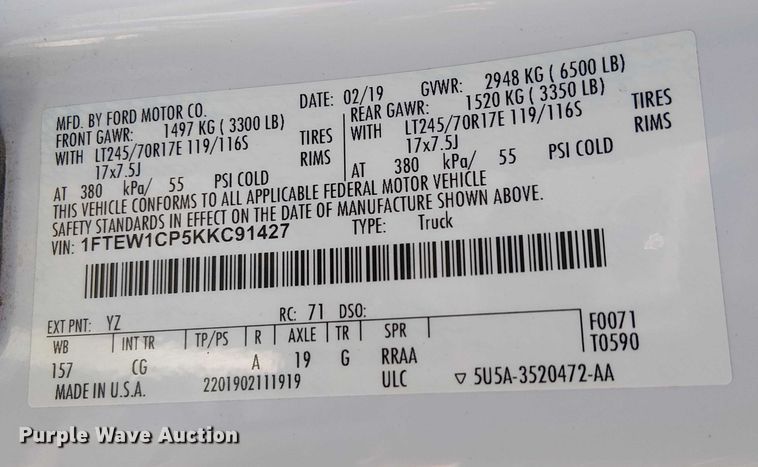 MFD. BY FORD MOTOR CO.
DATE: 02/19 GVWR: 2948 KG ( 6500 LB)
FRONT GAWR: 1497 KG ( 3300 LB) REAR GAWR: 1520 KG ( 3350 LB)
WITH LT245/70R17E 119/116S TIRES WITH LT245/70R17E 119/116S TIRES
17x7.5J RIMS 17x7.5J RIMS
AT 380 kPa/ 55 PSI COLD AT 380 kPa/ 55 PSI COLD
THIS VEHICLE CONFORMS TO ALL APPLICABLE FEDERAL MOTOR VEHICLE
SAFETY STANDARDS IN EFFECT ON THE DATE OF MANUFACTURE SHOWN ABOVE.
VIN: 1FTEW1CP5KKC91427 TYPE: Truck
EXT PNT: YZ RC: 71 DSO:
WB INT TR TP/PS R AXLE TR SPR F0071
157 CG A 19 G RRAA T0590
MADE IN U.S.A. 2201902111919 ULC ▽ 5U5A-3520472-AA
Purple Wave Auction